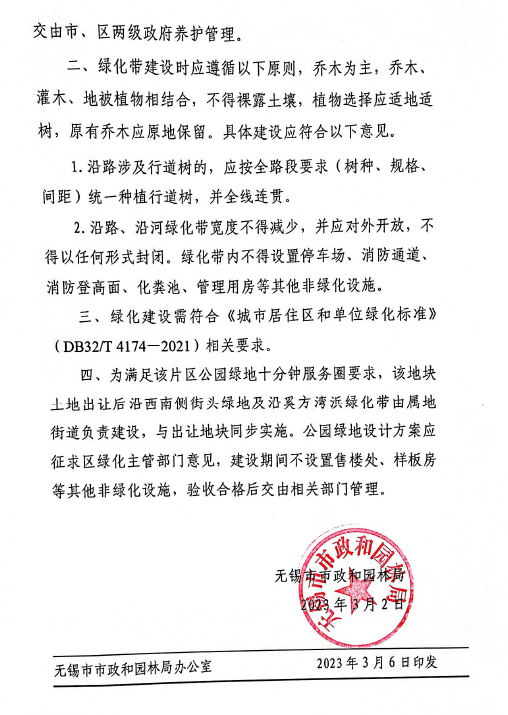 交由市、区两级政府养护管理。
二、绿化带建设时应遵循以下原则，乔木为主，乔木、
灌木、地被植物相结合，不得裸露土壤，植物选择应适地适
树，原有乔木应原地保留。具体建设应符合以下意见。
1.沿路涉及行道树的，应按全路段要求（树种、规格、
间距）统一种植行道树，并全线连贯。
2.沿路、沿河绿化带宽度不得减少，并应对外开放，不
得以任何形式封闭。绿化带内不得设置停车场、消防通道、
消防登高面、化粪池、管理用房等其他非绿化设施。
三、绿化建设需符合《城市居住区和单位绿化标准》
（DB32/T 4174－2021）相关要求。
四、为满足该片区公园绿地十分钟服务圈要求，该地块
土地出让后沿西南侧街头绿地及沿奚方湾浜绿化带由属地
街道负责建设，与出让地块同步实施。公园绿地设计方案应
征求区绿化主管部门意见，建设期间不设置售楼处、样板房
等其他非绿化设施，验收合格后交由相关部门管理。
无锡市市政和园林局
2023年3月2日
无锡市市政和园林局
无锡市市政和园林局办公室 2023年3月6日印发